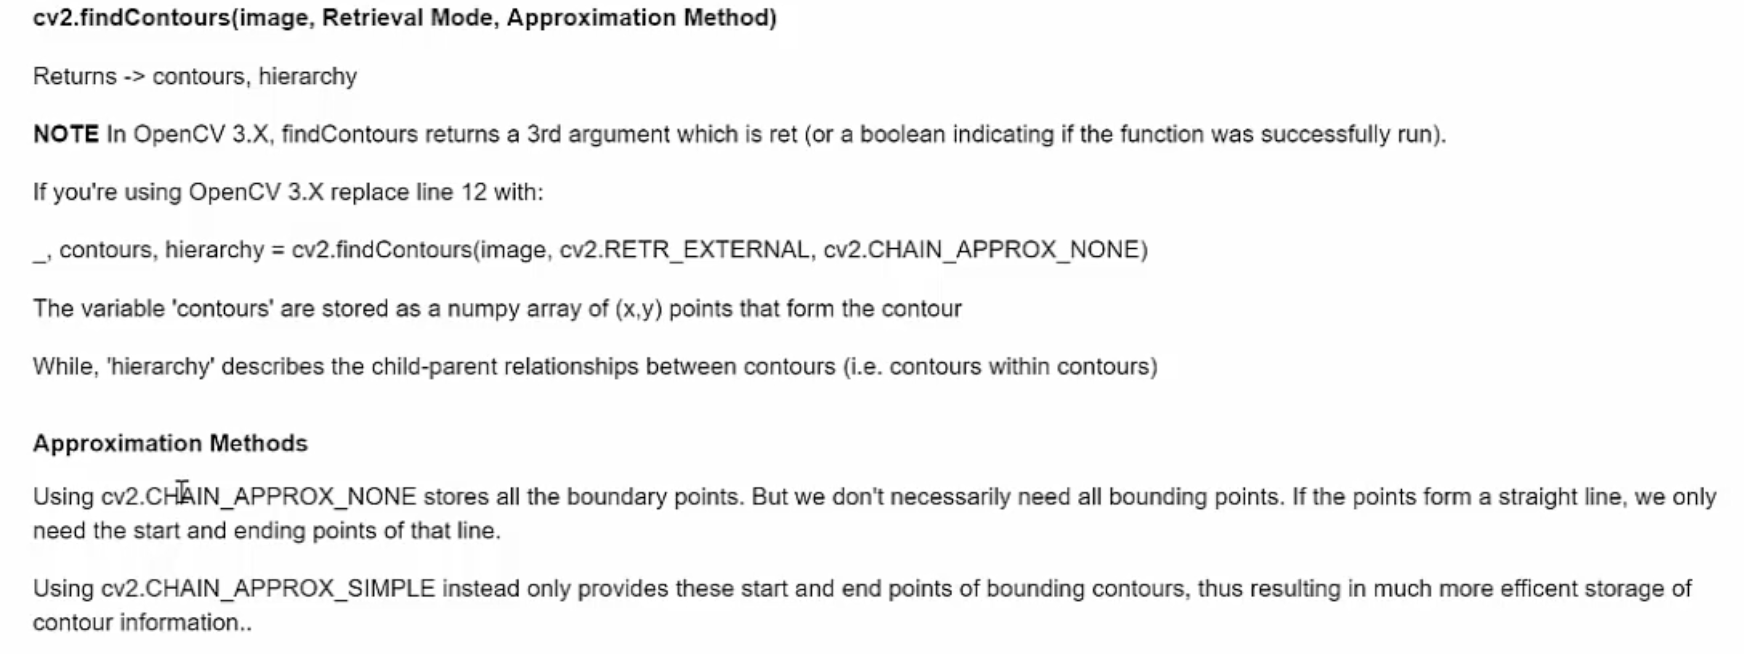 cv2.findContours(image, Retrieval Mode, Approximation Method)
Returns -> contours, hierarchy
NOTE In OpenCV 3.X, findContours returns a 3rd argument which is ret (or a boolean indicating if the function was successfully run).
If you're using OpenCV 3.X replace line 12 with:
_, contours, hierarchy = cv2.findContours(image, cv2.RETR_EXTERNAL, cv2.CHAIN_APPROX_NONE)
The variable 'contours' are stored as a numpy array of (x,y) points that form the contour
While, 'hierarchy' describes the child-parent relationships between contours (i.e. contours within contours)
Approximation Methods
Using cv2.CHAIN_APPROX_NONE stores all the boundary points. But we don't necessarily need all bounding points. If the points form a straight line, we only
need the start and ending points of that line.
Using cv2.CHAIN_APPROX_SIMPLE instead only provides these start and end points of bounding contours, thus resulting in much more efficent storage of
contour information..